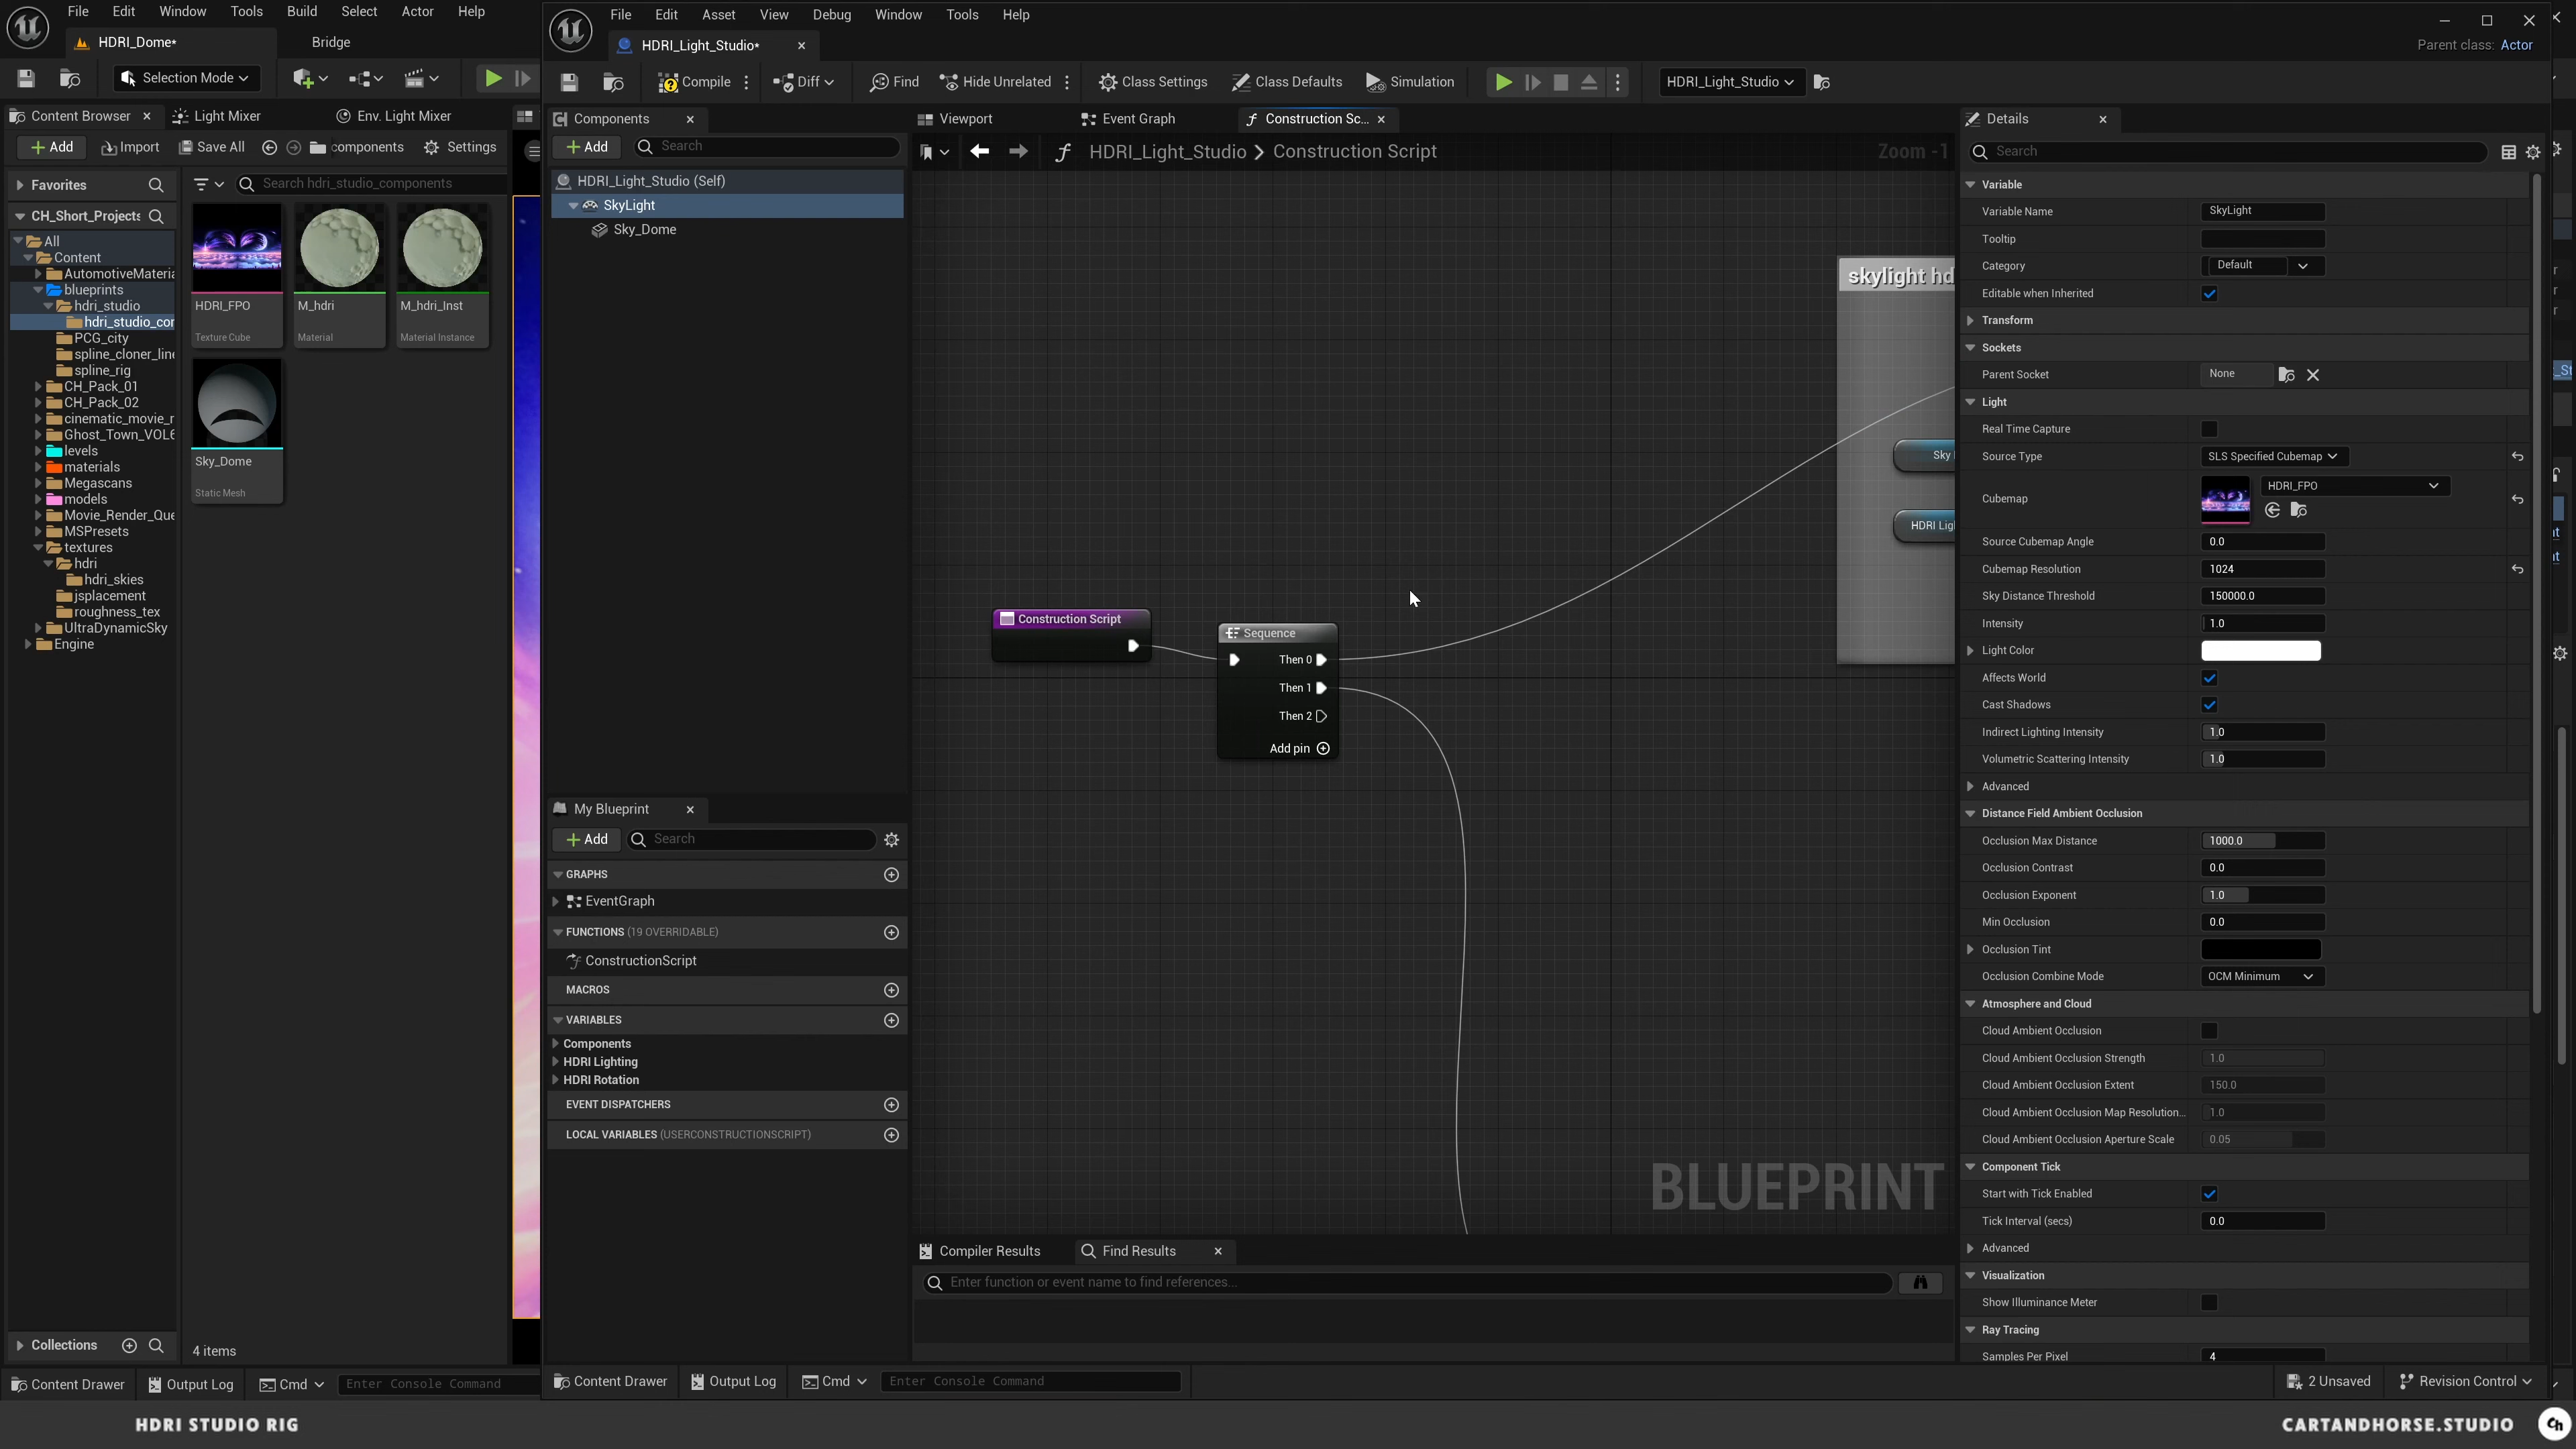 File Edit Window Tools Build Select Actor Help
HDRI_Dome*
Bridge
Selection Mode
Content Browser
Light Mixer
Env. Light Mixer
Add
Import
Save All
components
Settings
Favorites
Search hdri_studio_components
CH_Short_Projects
All
Content
AutomotiveMateria
blueprints
hdri_studio
hdri_studio_cor
PCG_city
spline_cloner_line
spline_rig
CH_Pack_01
CH_Pack_02
cinematic_movie_r
Ghost_Town_VOL6
levels
materials
Megascans
models
Movie_Render_Que
MSPresets
textures
hdri
hdri_skies
jsplacement
roughness_tex
UltraDynamicSky
Engine
HDRI_FPO
Texture Cube
M_hdri
Material
M_hdri_Inst
Material Instance
Sky_Dome
Static Mesh
Collections
4 items
Content Drawer
Output Log
Cmd
Enter Console Command
File Edit Asset View Debug Window Tools Help
HDRI_Light_Studio*
Parent class: Actor
Compile
Diff
Find
Hide Unrelated
Class Settings
Class Defaults
Simulation
HDRI_Light_Studio
Components
Add
Search
HDRI_Light_Studio (Self)
SkyLight
Sky_Dome
My Blueprint
Add
Search
GRAPHS
EventGraph
FUNCTIONS (19 OVERRIDABLE)
ConstructionScript
MACROS
VARIABLES
Components
HDRI Lighting
HDRI Rotation
EVENT DISPATCHERS
LOCAL VARIABLES (USERCONSTRUCTIONSCRIPT)
Viewport
Event Graph
Construction Sc...
HDRI_Light_Studio > Construction Script
Zoom -1
skylight hd
Sky
HDRI Ligh
Construction Script
Sequence
Then 0
Then 1
Then 2
Add pin
BLUEPRINT
Compiler Results
Find Results
Enter function or event name to find references...
Content Drawer
Output Log
Cmd
Enter Console Command
2 Unsaved
Revision Control
Details
Search
Variable
Variable Name SkyLight
Tooltip
Category Default
Editable when Inherited
Transform
Sockets
Parent Socket None
Light
Real Time Capture
Source Type SLS Specified Cubemap
Cubemap HDRI_FPO
Source Cubemap Angle 0.0
Cubemap Resolution 1024
Sky Distance Threshold 150000.0
Intensity 1.0
Light Color
Affects World
Cast Shadows
Indirect Lighting Intensity 1.0
Volumetric Scattering Intensity 1.0
Advanced
Distance Field Ambient Occlusion
Occlusion Max Distance 1000.0
Occlusion Contrast 0.0
Occlusion Exponent 1.0
Min Occlusion 0.0
Occlusion Tint
Occlusion Combine Mode OCM Minimum
Atmosphere and Cloud
Cloud Ambient Occlusion
Cloud Ambient Occlusion Strength 1.0
Cloud Ambient Occlusion Extent 150.0
Cloud Ambient Occlusion Map Resolution... 1.0
Cloud Ambient Occlusion Aperture Scale 0.05
Component Tick
Start with Tick Enabled
Tick Interval (secs) 0.0
Advanced
Visualization
Show Illuminance Meter
Ray Tracing
Samples Per Pixel 4
HDRI STUDIO RIG
CARTANDHORSE.STUDIO
Ch